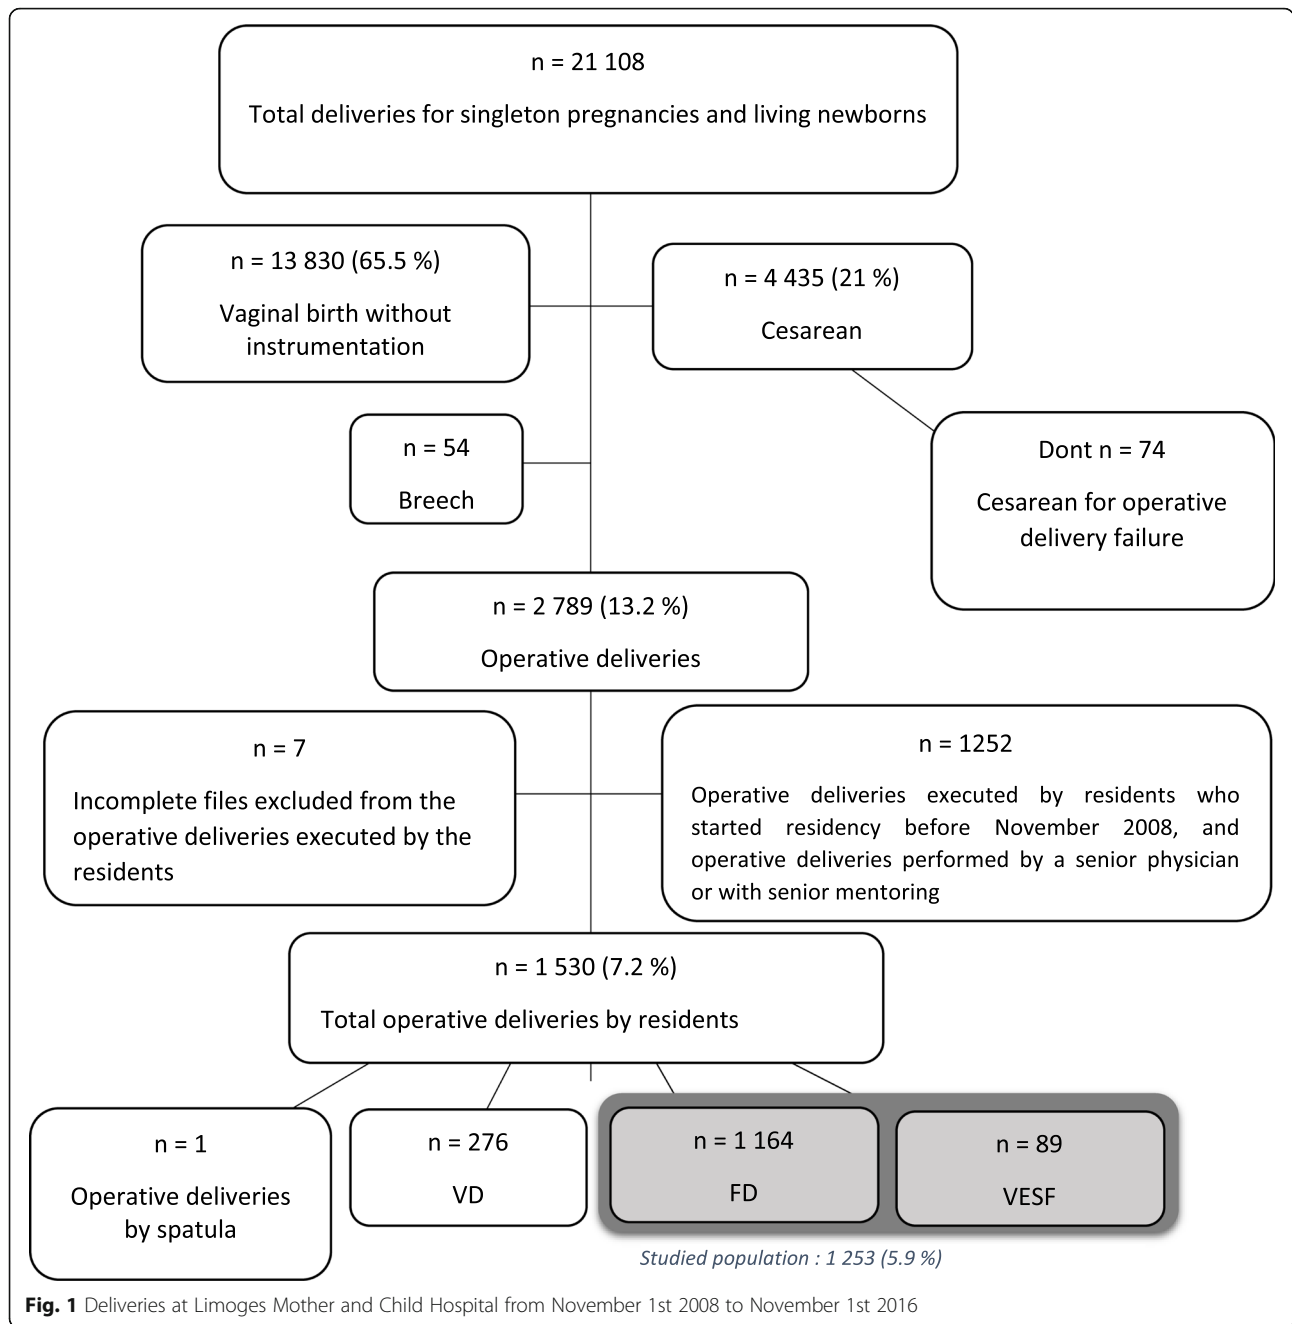 n = 21 108
Total deliveries for singleton pregnancies and living newborns
n = 13 830 (65.5 %)
Vaginal birth without
instrumentation
n = 4 435 (21 %)
Cesarean
n = 54
Breech
Dont n = 74
Cesarean for operative
delivery failure
n = 2 789 (13.2 %)
Operative deliveries
n = 7
Incomplete files excluded from the
operative deliveries executed by the
residents
n = 1252
Operative deliveries executed by residents who
started residency before November 2008, and
operative deliveries performed by a senior physician
or with senior mentoring
n = 1 530 (7.2 %)
Total operative deliveries by residents
n = 1
Operative deliveries
by spatula
n = 276
VD
n = 1 164
FD
n = 89
VESF
Studied population : 1 253 (5.9 %)
Fig. 1 Deliveries at Limoges Mother and Child Hospital from November 1st 2008 to November 1st 2016